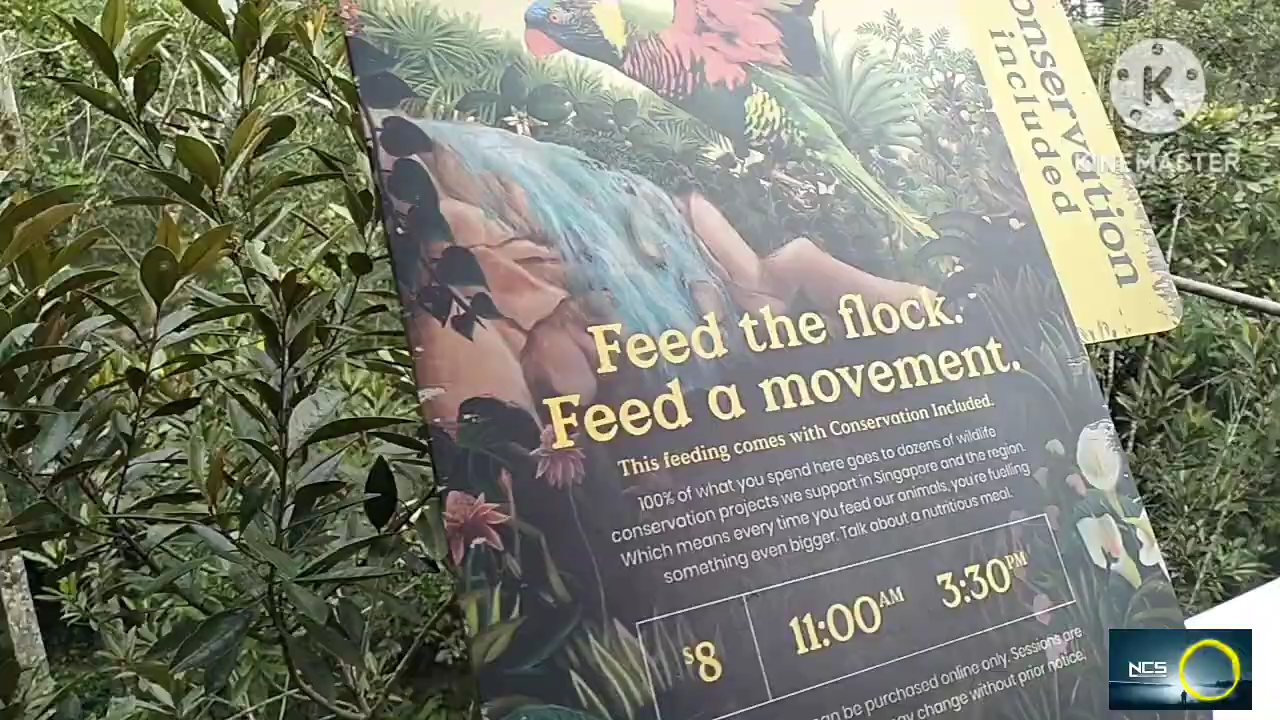 onservation
included
K
KINEMASTER
Feed the flock.
Feed a movement.
This feeding comes with Conservation Included.
100% of what you spend here goes to dozens of wildlife
conservation projects we support in Singapore and the region.
Which means every time you feed our animals, you're fuelling
something even bigger. Talk about a nutritious meal.
$8
11:00AM 3:30PM
be purchased online only. Sessions are
change without prior notice.
NCS